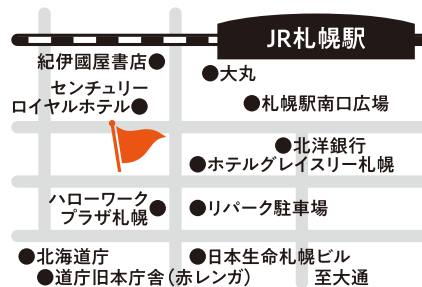 JR札幌駅
紀伊國屋書店
大丸
センチュリー
ロイヤルホテル
札幌駅南口広場
北洋銀行
ホテルグレイスリー札幌
ハローワーク
プラザ札幌
リパーク駐車場
北海道庁
日本生命札幌ビル
道庁旧本庁舎（赤レンガ）
至大通